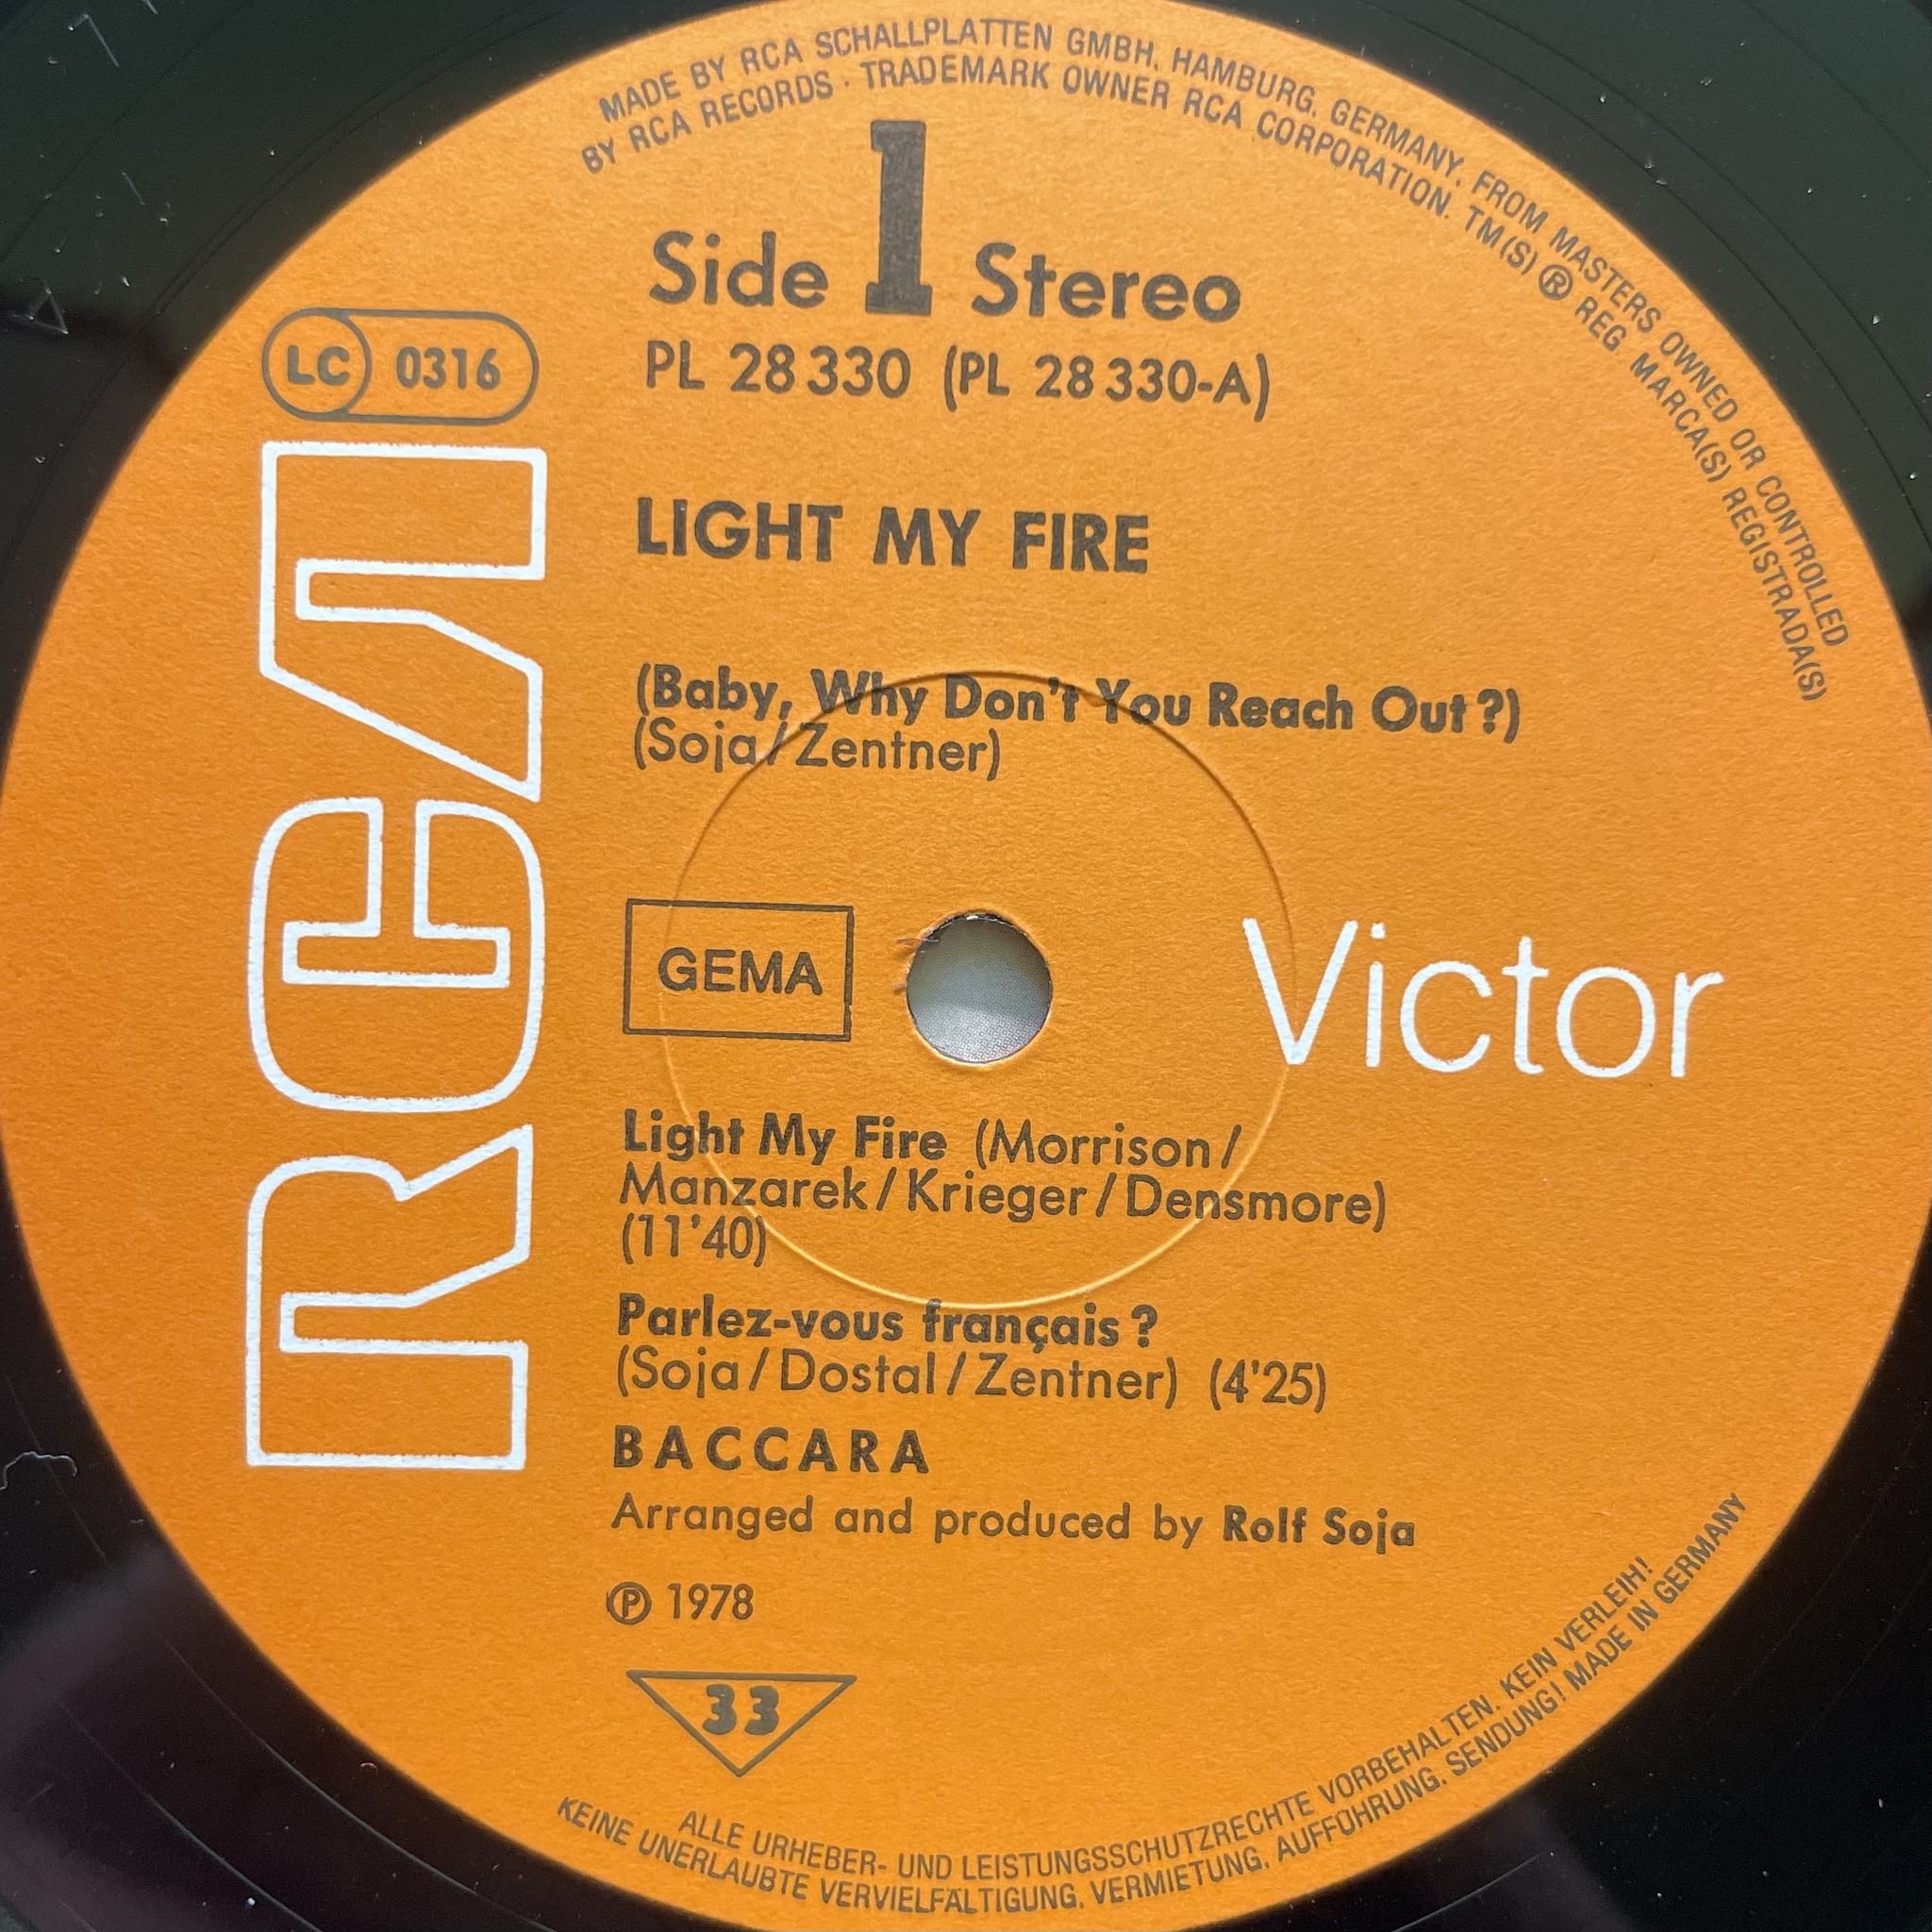 MADE BY RCA SCHALLPLATTEN GMBH, HAMBURG, GERMANY, FROM MASTERS OWNED OR CONTROLLED
BY RCA RECORDS · TRADEMARK OWNER RCA CORPORATION. TM(S) ® REG. MARCA(S) REGISTRADA(S)
Side 1 Stereo
LC 0316
PL 28330 (PL 28330-A)
RCA
LIGHT MY FIRE
(Baby, Why Don't You Reach Out?)
(Soja/Zentner)
GEMA
Victor
Light My Fire (Morrison/
Manzarek/Krieger/Densmore)
(11'40)
Parlez-vous français?
(Soja/Dostal/Zentner) (4'25)
BACCARA
Arranged and produced by Rolf Soja
℗ 1978
33
ALLE URHEBER- UND LEISTUNGSSCHUTZRECHTE VORBEHALTEN. KEIN VERLEIH!
KEINE UNERLAUBTE VERVIELFÄLTIGUNG, VERMIETUNG, AUFFÜHRUNG, SENDUNG! MADE IN GERMANY